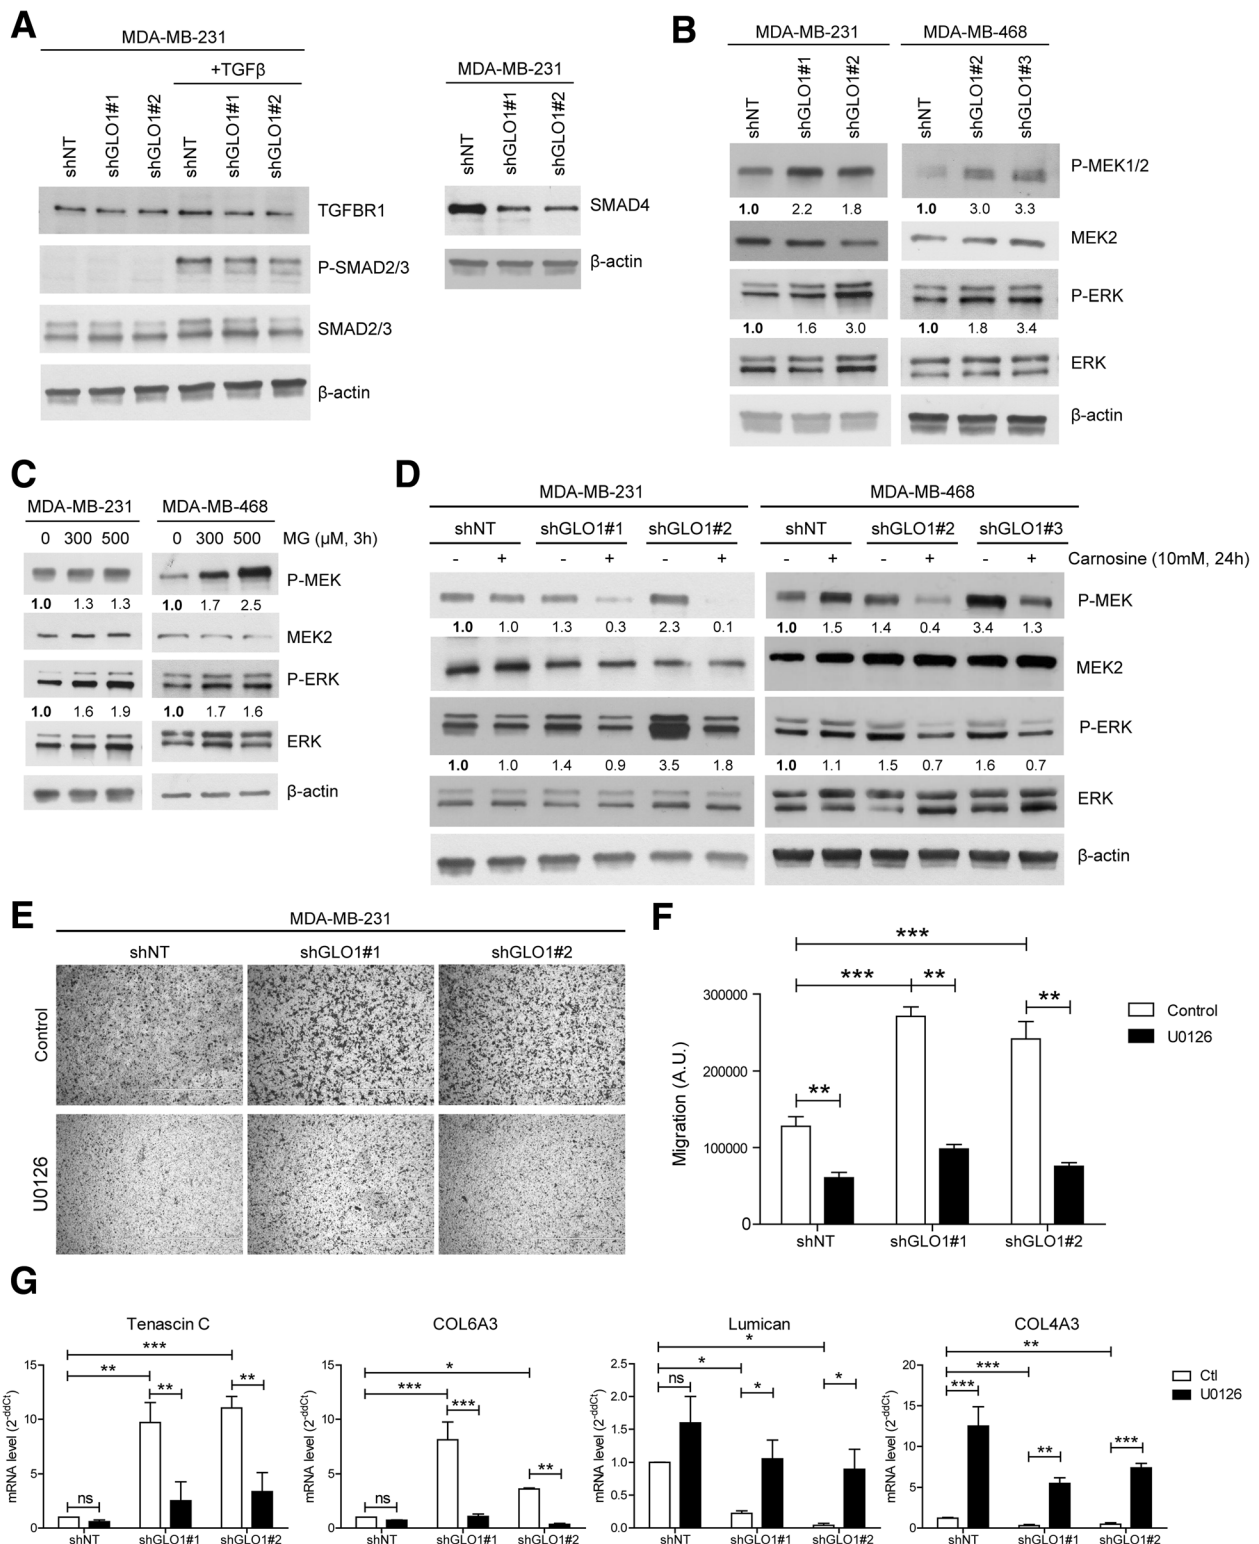 A
MDA-MB-231
+TGFβ
shNT
shGLO1#1
shGLO1#2
shNT
shGLO1#1
shGLO1#2
TGFBR1
P-SMAD2/3
SMAD2/3
β-actin
MDA-MB-231
shNT
shGLO1#1
shGLO1#2
SMAD4
β-actin
B
MDA-MB-231 MDA-MB-468
shNT
shGLO1#1
shGLO1#2
shNT
shGLO1#2
shGLO1#3
P-MEK1/2
1.0 2.2 1.8 1.0 3.0 3.3
MEK2
P-ERK
1.0 1.6 3.0 1.0 1.8 3.4
ERK
β-actin
C
MDA-MB-231 MDA-MB-468
0 300 500 0 300 500 MG (µM, 3h)
P-MEK
1.0 1.3 1.3 1.0 1.7 2.5
MEK2
P-ERK
1.0 1.6 1.9 1.0 1.7 1.6
ERK
β-actin
D
MDA-MB-231 MDA-MB-468
shNT shGLO1#1 shGLO1#2 shNT shGLO1#2 shGLO1#3
- + - + - + - + - + - + Carnosine (10mM, 24h)
P-MEK
1.0 1.0 1.3 0.3 2.3 0.1 1.0 1.5 1.4 0.4 3.4 1.3
MEK2
P-ERK
1.0 1.0 1.4 0.9 3.5 1.8 1.0 1.1 1.5 0.7 1.6 0.7
ERK
β-actin
E
MDA-MB-231
shNT shGLO1#1 shGLO1#2
Control
U0126
F
***
*** **
**
**
Migration (A.U.)
300000
200000
100000
0
shNT shGLO1#1 shGLO1#2
Control
U0126
G
Tenascin C
***
**
** **
ns
mRNA level (2-ddCt)
15
10
5
0
shNT shGLO1#1 shGLO1#2
COL6A3
*
***
***
**
ns
mRNA level (2-ddCt)
15
10
5
0
shNT shGLO1#1 shGLO1#2
Lumican
*
*
ns * *
mRNA level (2-ddCt)
2.5
2.0
1.5
1.0
0.5
0.0
shNT shGLO1#1 shGLO1#2
COL4A3
**
***
***
** ***
mRNA level (2-ddCt)
20
15
10
5
0
shNT shGLO1#1 shGLO1#2
Ctl
U0126